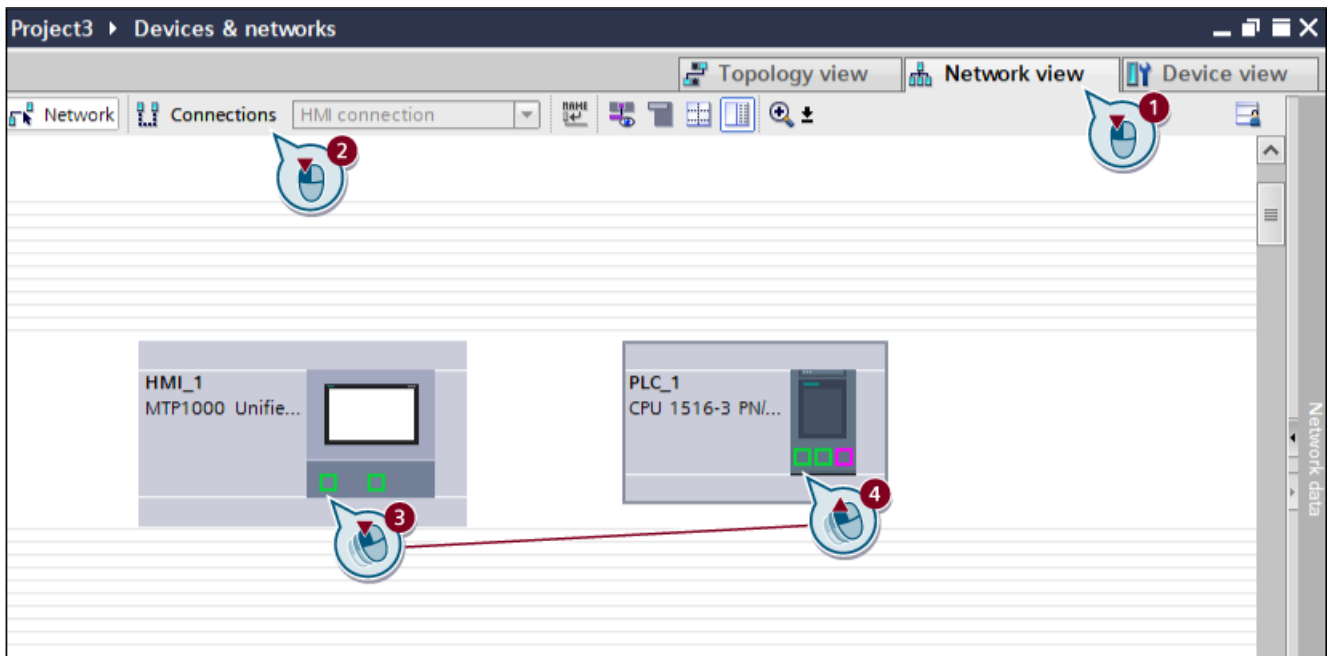 Project3 ▸ Devices & networks
Topology view Network view Device view
Network Connections HMI connection NAME
1
2
HMI_1
MTP1000 Unifie...
PLC_1
CPU 1516-3 PN/...
3
4
Network data